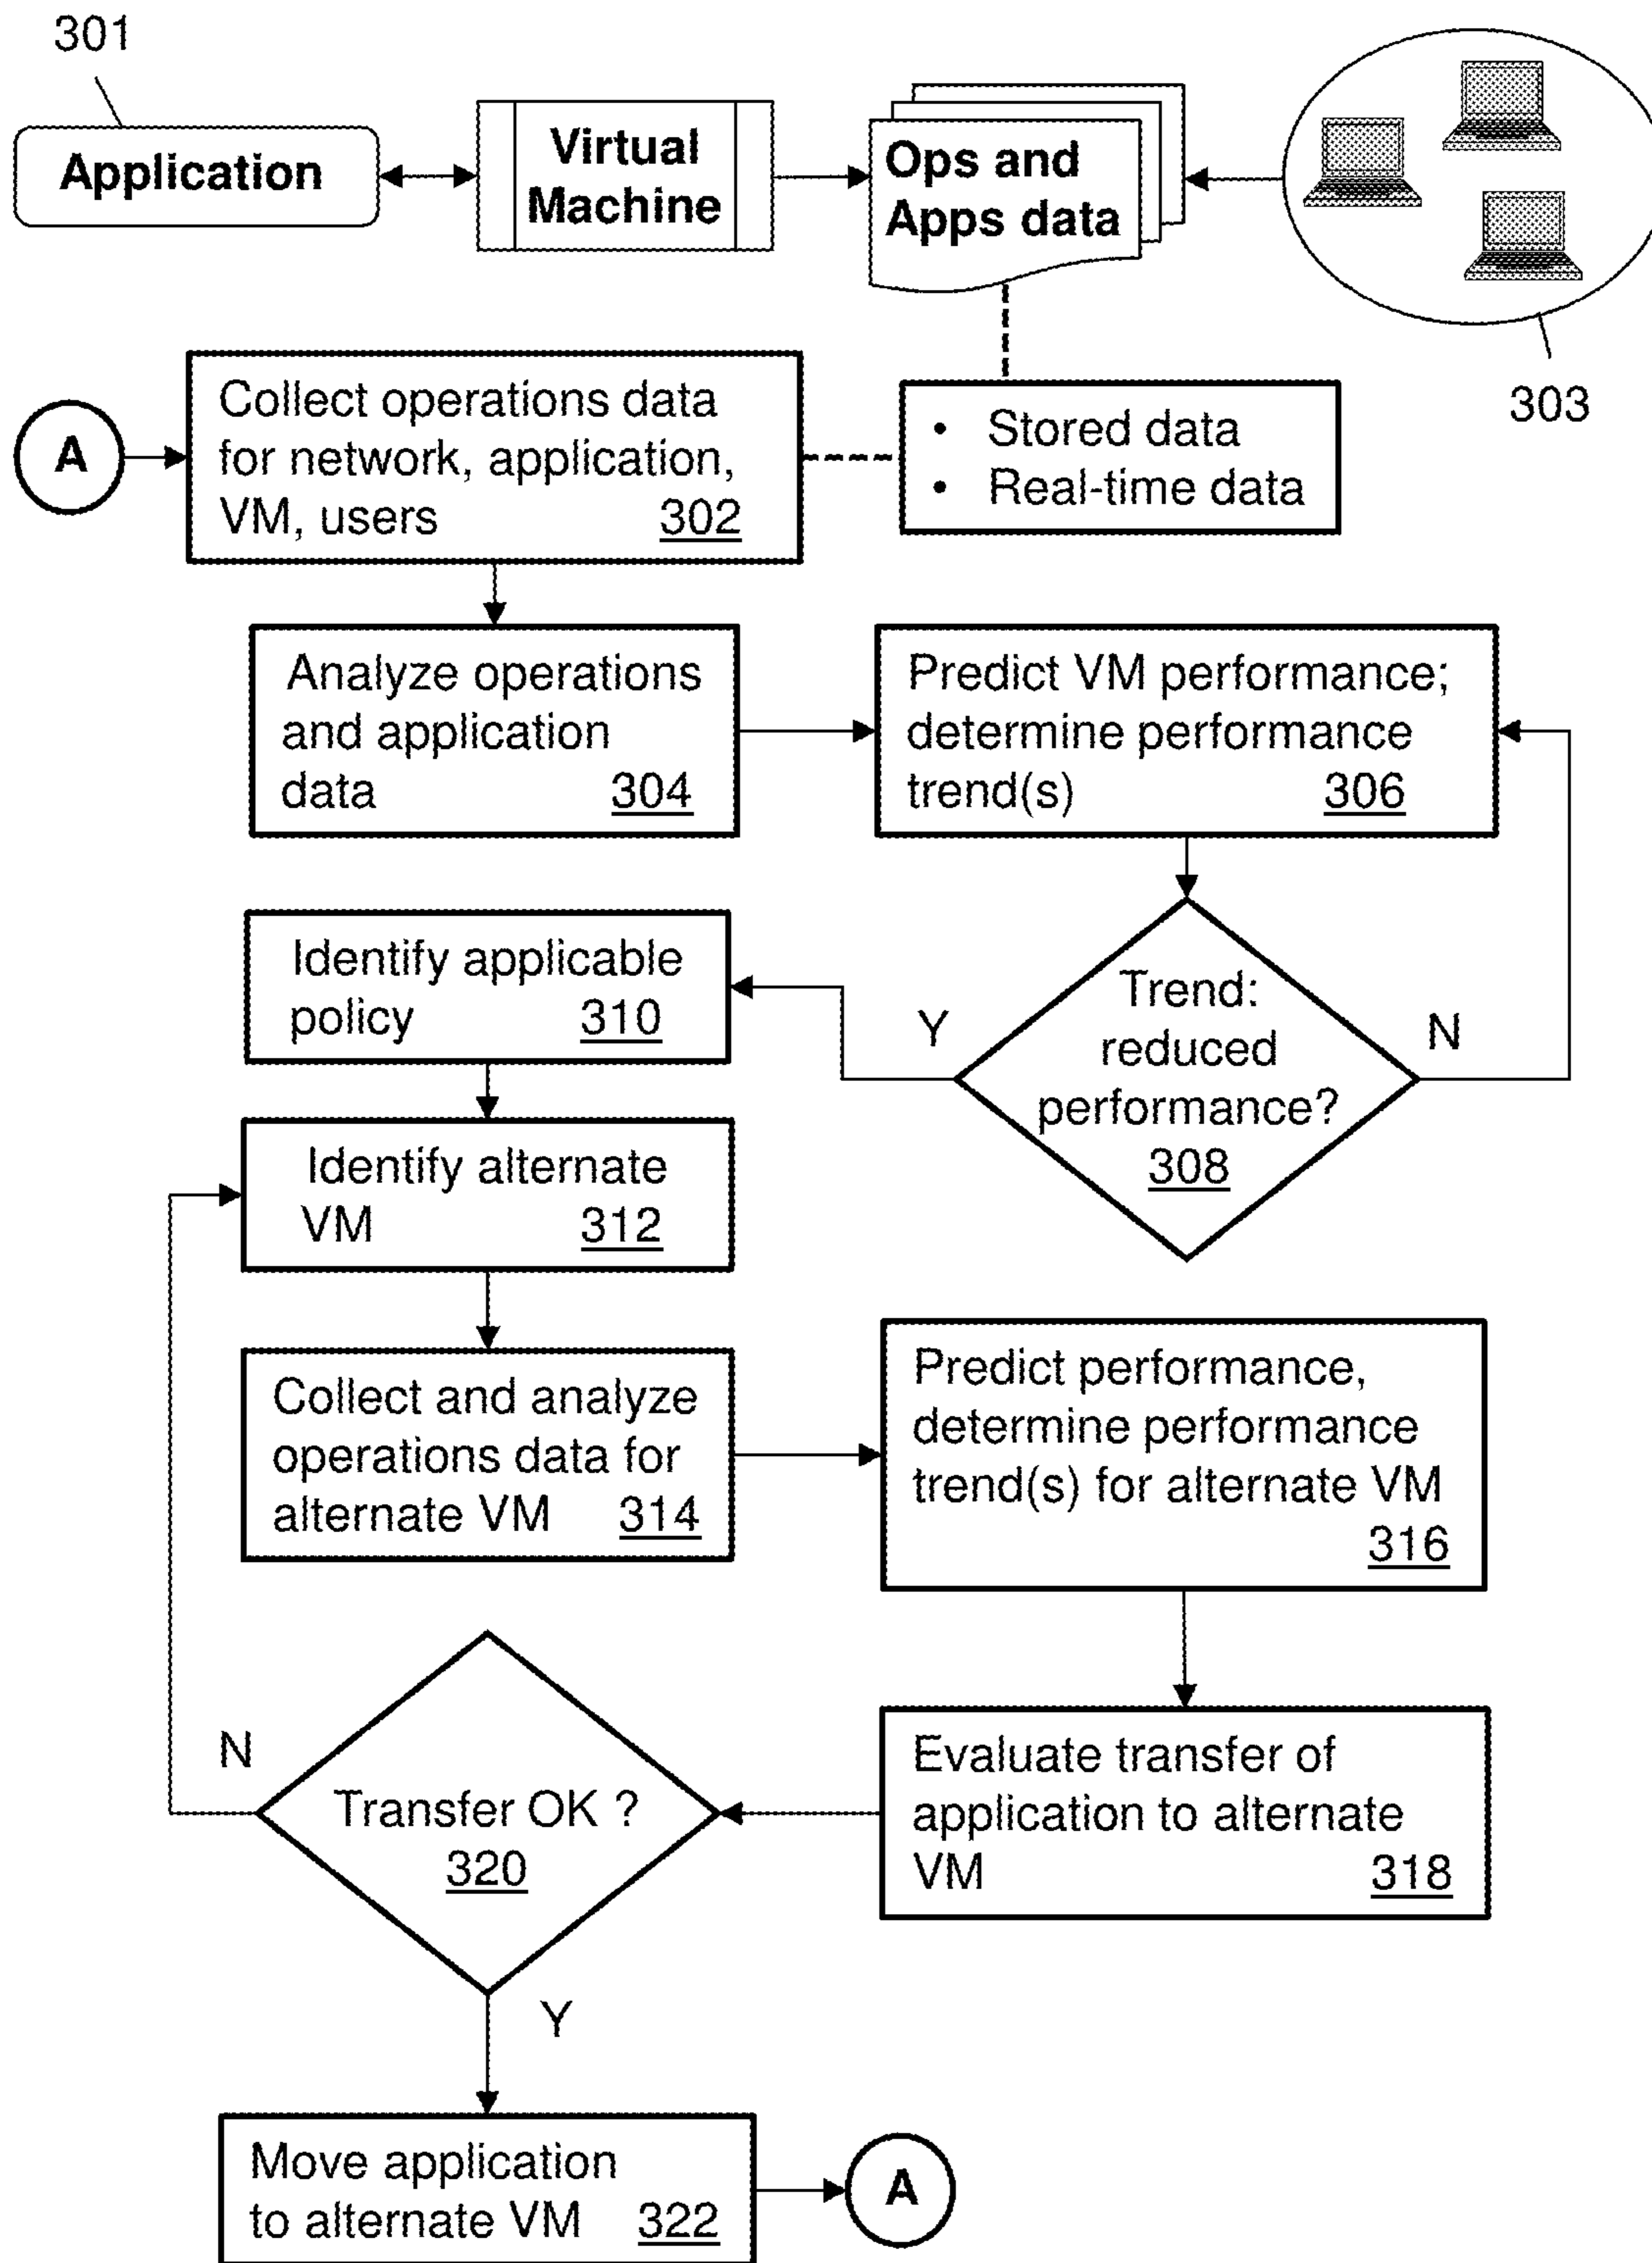 301
Application
Virtual
Machine
Ops and
Apps data
303
A
Collect operations data
for network, application,
VM, users 302
• Stored data
• Real-time data
Analyze operations
and application
data 304
Predict VM performance;
determine performance
trend(s) 306
Trend:
reduced
performance?
308
Y
N
Identify applicable
policy 310
Identify alternate
VM 312
Collect and analyze
operations data for
alternate VM 314
Predict performance,
determine performance
trend(s) for alternate VM
316
Evaluate transfer of
application to alternate
VM 318
Transfer OK ?
320
N
Y
Move application
to alternate VM 322
A